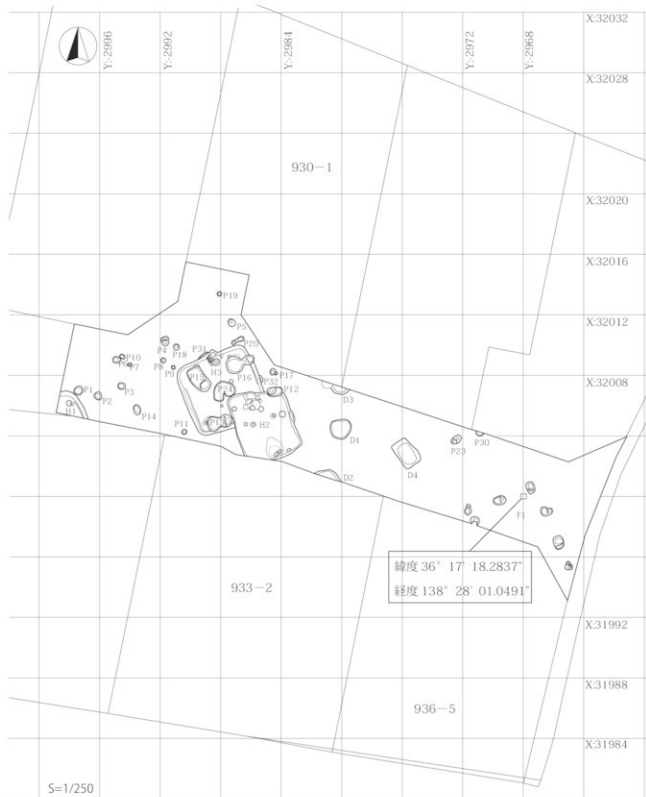 Y:2996
Y:2992
Y:2984
Y:2972
Y:2968
X:32032
X:32028
930-1
X:32020
X:32016
P19
X:32012
P5
P10
P7
P4
P18
P8
P9
P31
H3
P20
P16
P32
P17
P12
X:32008
P1
H1
P2
P3
P14
P11
H2
D3
D1
D2
D4
P23
P30
F1
緯度 36° 17' 18.2837"
経度 138° 28' 01.0491"
933-2
X:31992
X:31988
936-5
X:31984
S=1/250